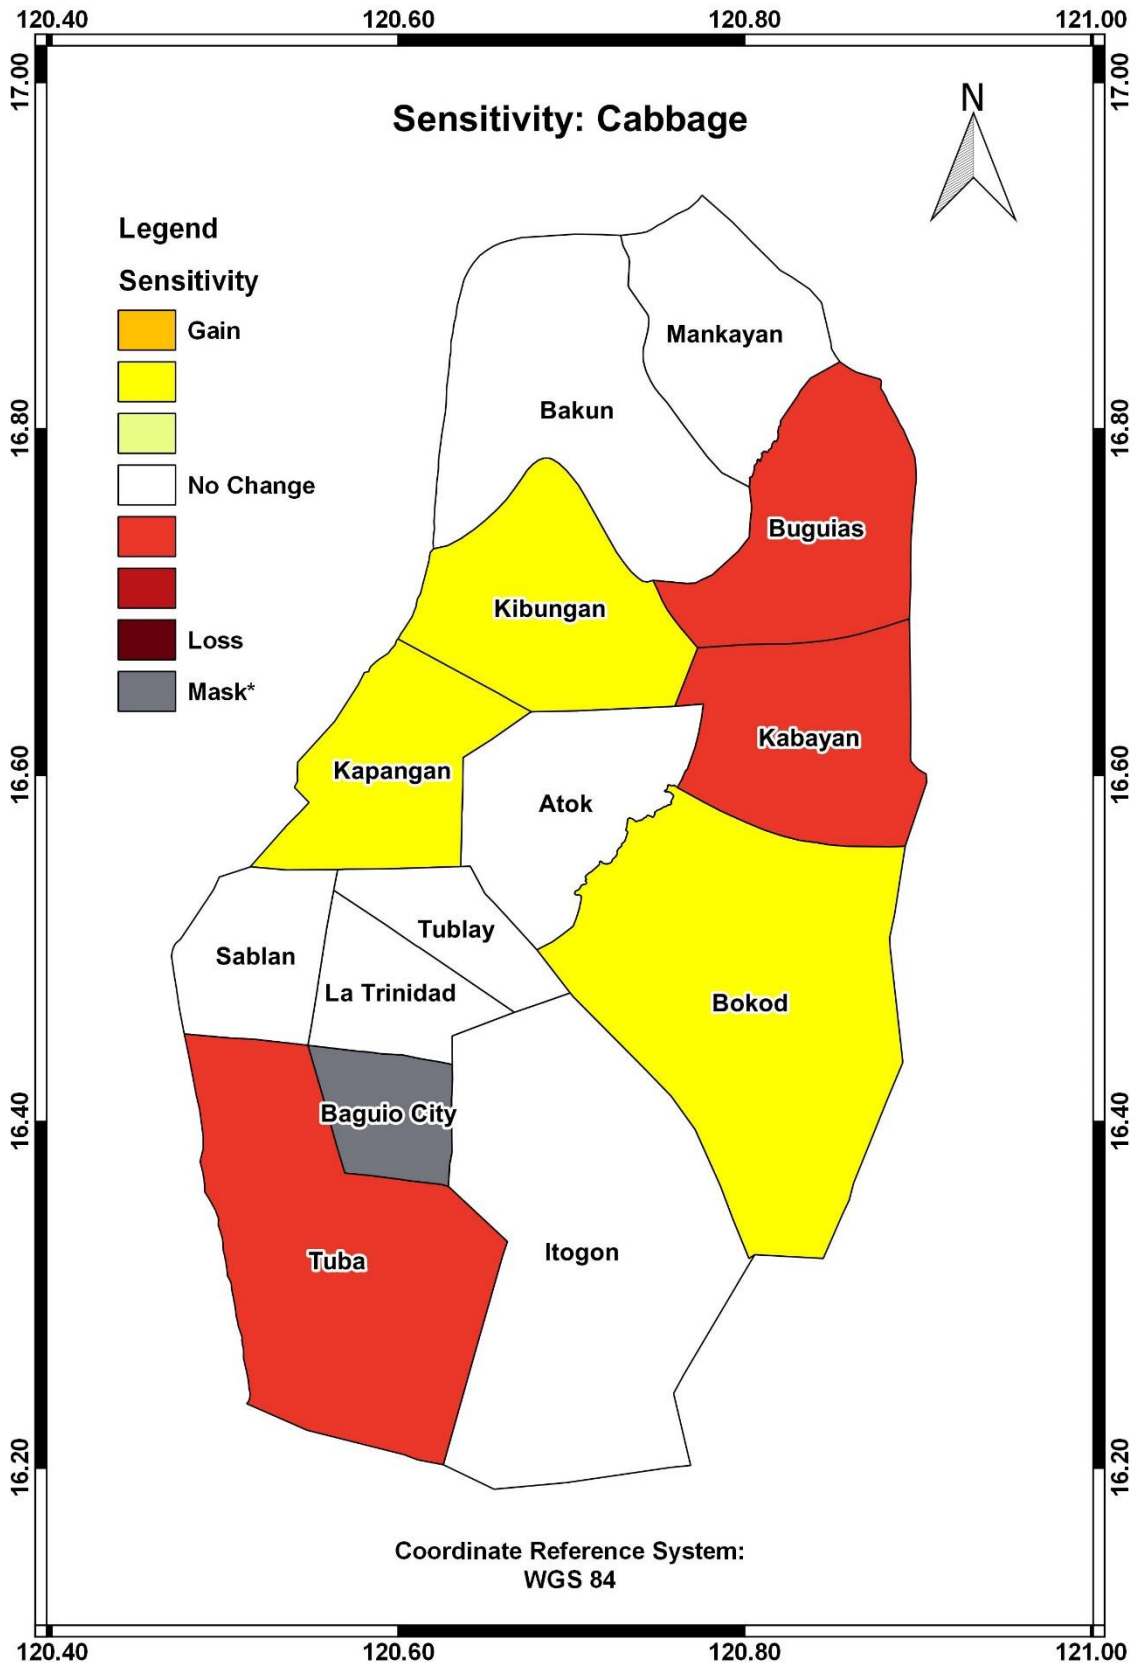 120.40 120.60 120.80 121.00
17.00 17.00
N
Sensitivity: Cabbage
Legend
Sensitivity
Gain
No Change
Loss
Mask*
Mankayan
Bakun
16.80 16.80
Buguias
Kibungan
Kabayan
Kapangan
16.60 16.60
Atok
Tublay
Sablan
La Trinidad
Bokod
Baguio City
16.40 16.40
Itogon
Tuba
16.20 16.20
Coordinate Reference System:
WGS 84
120.40 120.60 120.80 121.00